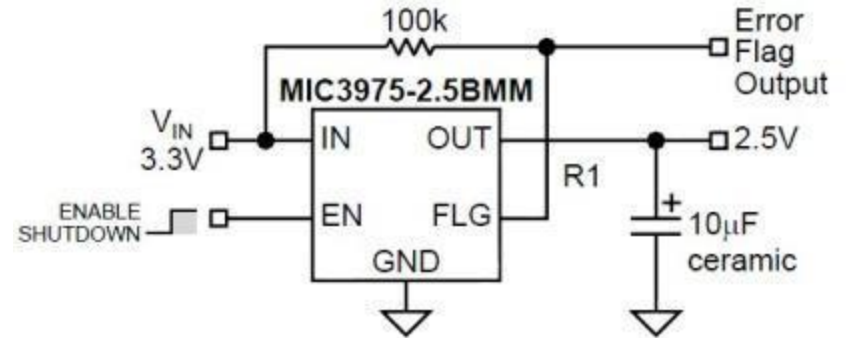 100k
Error
Flag
Output
MIC3975-2.5BMM
V_IN
3.3V
IN
OUT
2.5V
R1
ENABLE
SHUTDOWN
EN
FLG
10μF
ceramic
GND
+